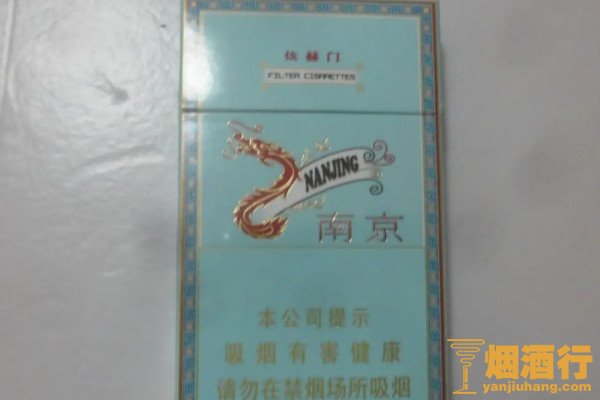 炫赫门
FILTER CIGARETTES
NANJING
南京
本公司提示
吸烟有害健康
请勿在禁烟场所吸烟
烟酒行
yanjiuhang.com